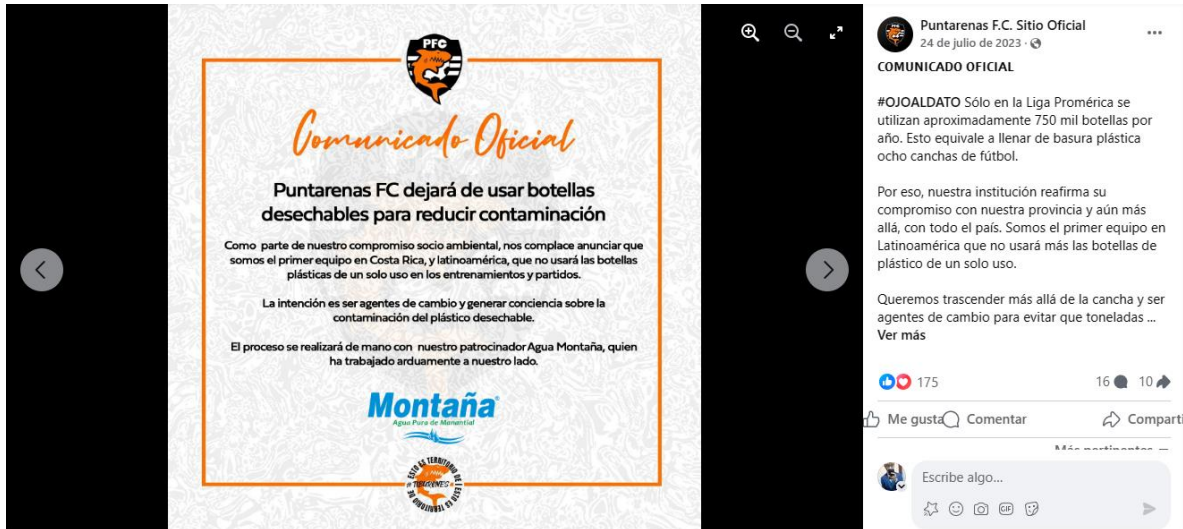 PFC
Comunicado Oficial
Puntarenas FC dejará de usar botellas
desechables para reducir contaminación
Como parte de nuestro compromiso socio ambiental, nos complace anunciar que
somos el primer equipo en Costa Rica, y latinoamérica, que no usará las botellas
plásticas de un solo uso en los entrenamientos y partidos.
La intención es ser agentes de cambio y generar conciencia sobre la
contaminación del plástico desechable.
El proceso se realizará de mano con nuestro patrocinador Agua Montaña, quien
ha trabajado arduamente a nuestro lado.
Montaña
Agua Pura de Manantial
ESTO ES TERRITORIO DE
TIBURONES
Puntarenas F.C. Sitio Oficial
24 de julio de 2023
COMUNICADO OFICIAL
#OJOALDATO Sólo en la Liga Promérica se
utilizan aproximadamente 750 mil botellas por
año. Esto equivale a llenar de basura plástica
ocho canchas de fútbol.
Por eso, nuestra institución reafirma su
compromiso con nuestra provincia y aún más
allá, con todo el país. Somos el primer equipo en
Latinoamérica que no usará más las botellas de
plástico de un solo uso.
Queremos trascender más allá de la cancha y ser
agentes de cambio para evitar que toneladas ...
Ver más
175 16 10
Me gusta Comentar Comparti
Más pertinentes
Escribe algo...
GIF